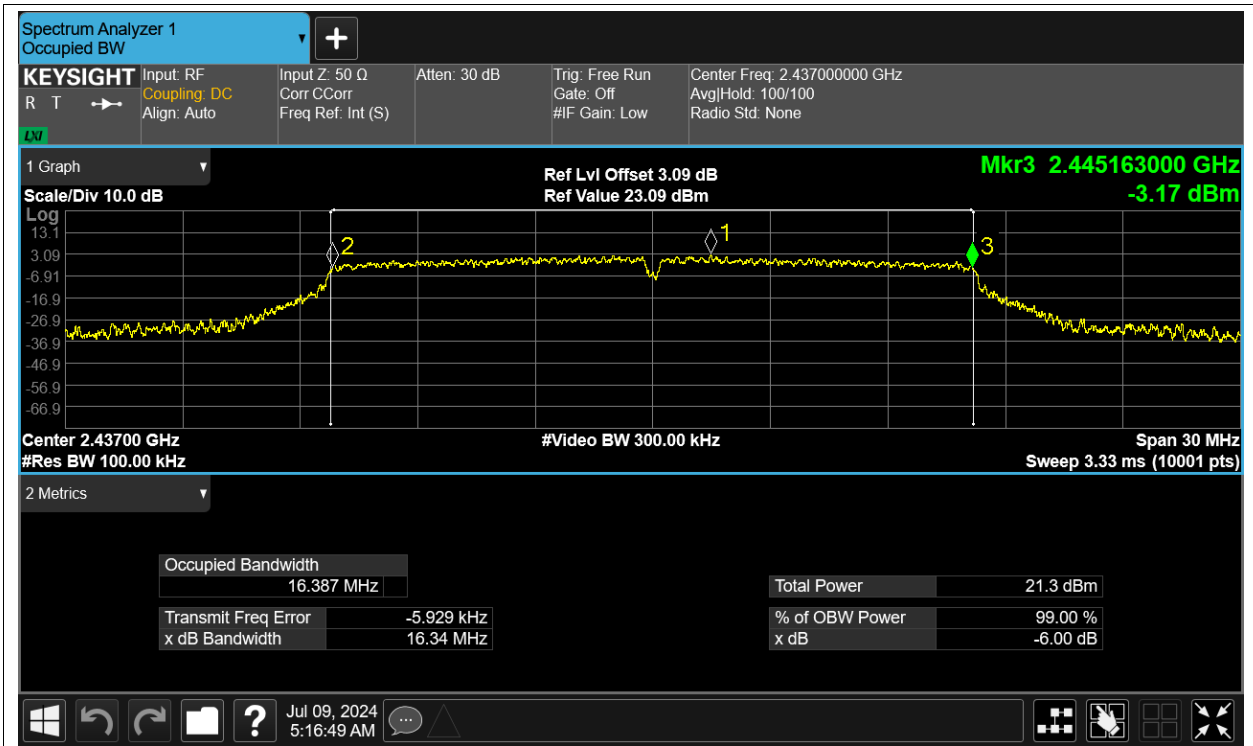 Spectrum Analyzer 1
Occupied BW
KEYSIGHT
R T
LXI
Input: RF
Coupling: DC
Align: Auto
Input Z: 50 Ω
Corr CCorr
Freq Ref: Int (S)
Atten: 30 dB
Trig: Free Run
Gate: Off
#IF Gain: Low
Center Freq: 2.437000000 GHz
Avg|Hold: 100/100
Radio Std: None
1 Graph
Scale/Div 10.0 dB
Ref Lvl Offset 3.09 dB
Ref Value 23.09 dBm
Mkr3 2.445163000 GHz
-3.17 dBm
Log
13.1
3.09
-6.91
-16.9
-26.9
-36.9
-46.9
-56.9
-66.9
2
1
3
Center 2.43700 GHz
#Res BW 100.00 kHz
#Video BW 300.00 kHz
Span 30 MHz
Sweep 3.33 ms (10001 pts)
2 Metrics
Occupied Bandwidth
16.387 MHz
Transmit Freq Error -5.929 kHz
x dB Bandwidth 16.34 MHz
Total Power 21.3 dBm
% of OBW Power 99.00 %
x dB -6.00 dB
?
Jul 09, 2024
5:16:49 AM